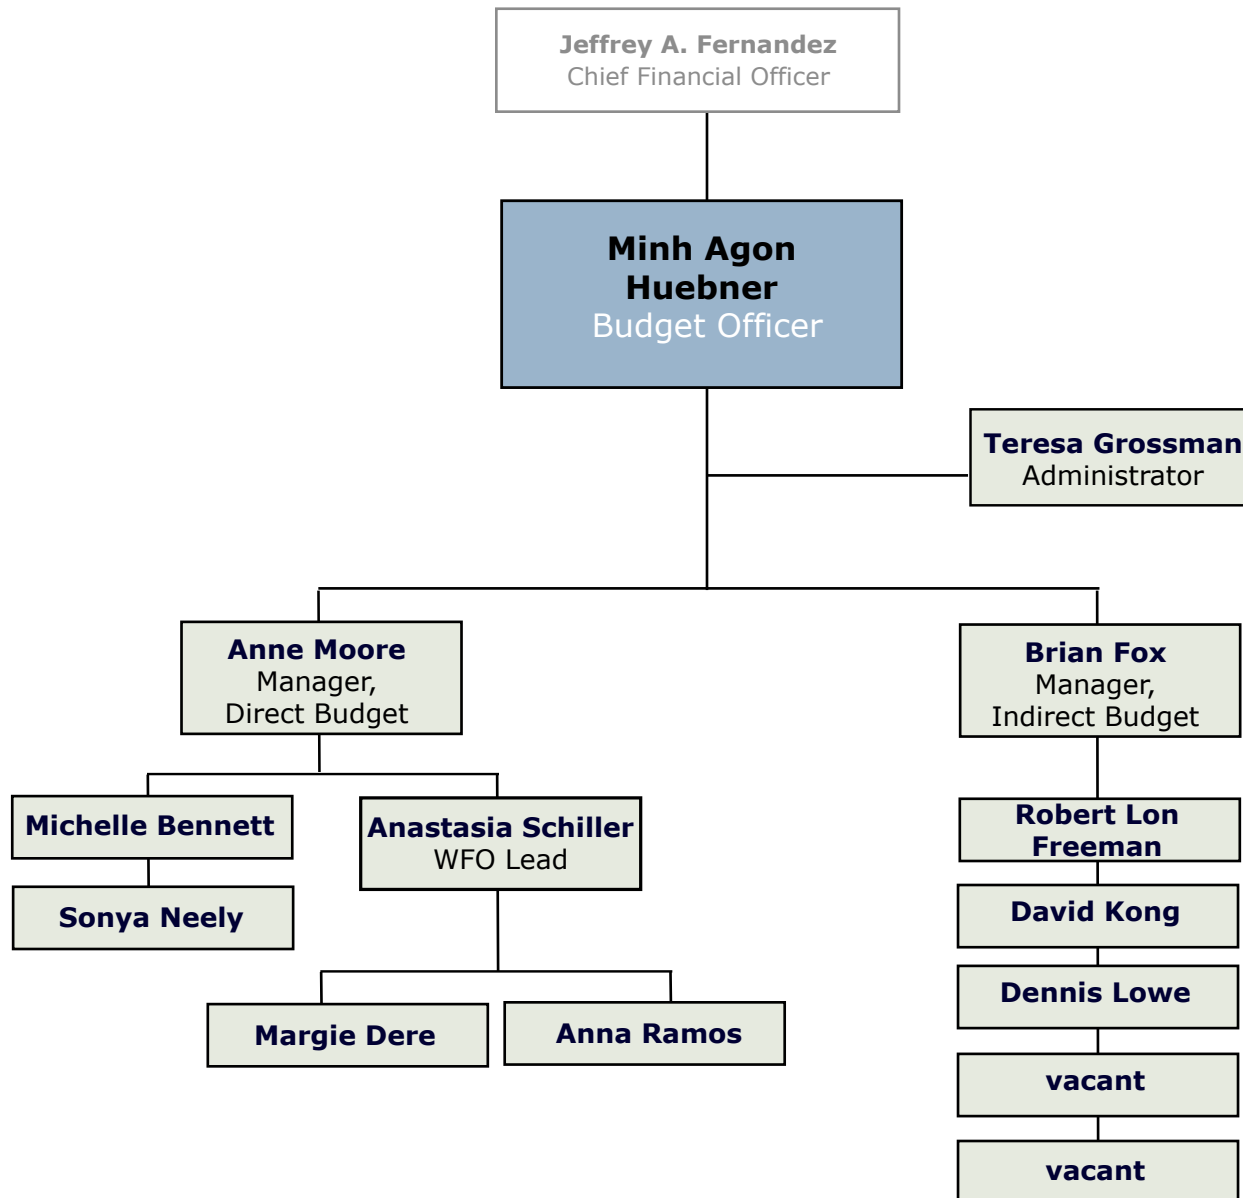 Jeffrey A. Fernandez
Chief Financial Officer
Minh Agon
Huebner
Budget Officer
Teresa Grossman
Administrator
Anne Moore
Manager,
Direct Budget
Brian Fox
Manager,
Indirect Budget
Michelle Bennett
Sonya Neely
Anastasia Schiller
WFO Lead
Margie Dere
Anna Ramos
Robert Lon
Freeman
David Kong
Dennis Lowe
vacant
vacant